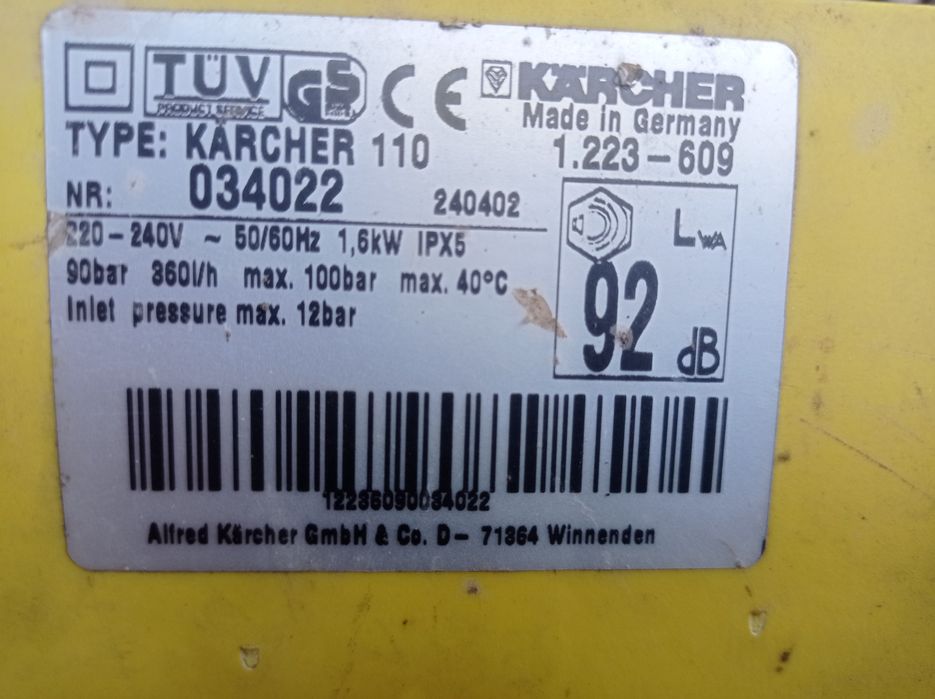 TÜV
PRODUCT SERVICE
GS
CE
KÄRCHER
Made in Germany
TYPE: KÄRCHER 110
1.223-609
NR: 034022 240402
220-240V ~ 50/60Hz 1,6kW IPX5
90bar 360l/h max. 100bar max. 40°C
Inlet pressure max. 12bar
LWA
92 dB
12236090034022
Alfred Kärcher GmbH & Co. D- 71364 Winnenden